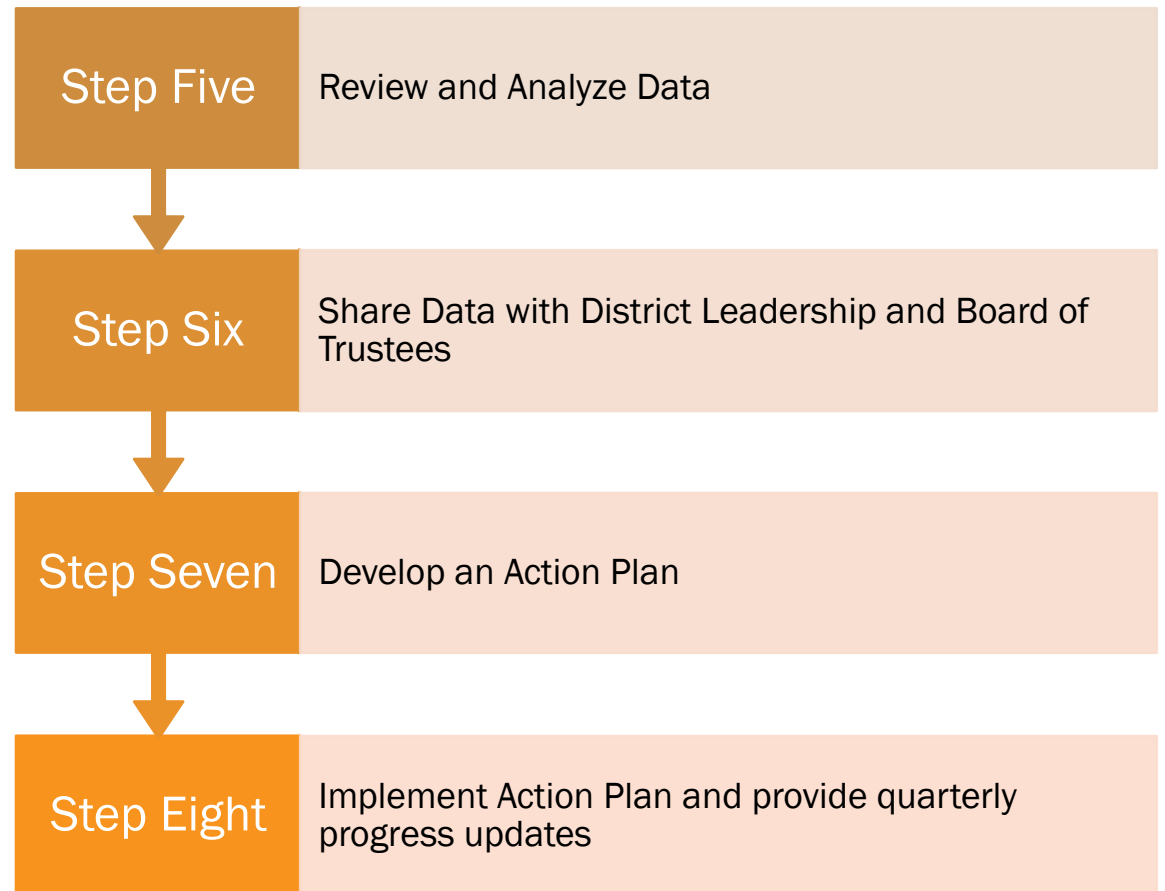 Step Five
Review and Analyze Data
Step Six
Share Data with District Leadership and Board of
Trustees
Step Seven
Develop an Action Plan
Step Eight
Implement Action Plan and provide quarterly
progress updates